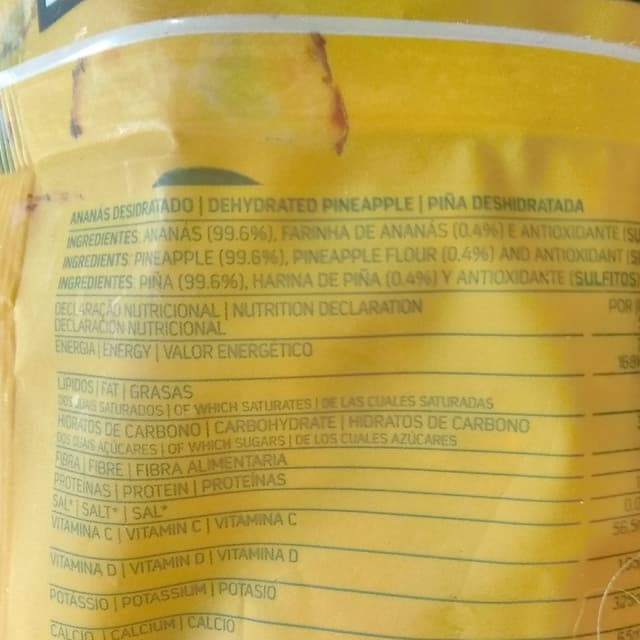 ANANÁS DESIDRATADO | DEHYDRATED PINEAPPLE | PIÑA DESHIDRATADA
INGREDIENTES ANANÁS (99.6%), FARINHA DE ANANÁS (0.4%) E ANTIOXIDANTE
INGREDIENTS PINEAPPLE (99.6%), PINEAPPLE FLOUR (0.4%) AND ANTIOXIDANT
INGREDIENTES PIÑA (99.6%), HARINA DE PIÑA (0.4%) Y ANTIOXIDANTE (SULFITOS
DECLARAÇÃO NUTRICIONAL | NUTRITION DECLARATION POR
DECLARACIÓN NUTRICIONAL
ENERGIA | ENERGY | VALOR ENERGÉTICO
LIPIDOS | FAT | GRASAS
DOS QUAIS SATURADOS | OF WHICH SATURATES | DE LAS CUALES SATURADAS
HIDRATOS DE CARBONO | CARBOHYDRATE | HIDRATOS DE CARBONO
DOS QUAIS AÇÚCARES | OF WHICH SUGARS | DE LOS CUALES AZÚCARES
FIBRA | FIBRE | FIBRA ALIMENTARIA
PROTEÍNAS | PROTEIN | PROTEÍNAS
SAL* | SALT* | SAL*
VITAMINA C | VITAMIN C | VITAMINA C
VITAMINA D | VITAMIN D | VITAMINA D
POTÁSSIO | POTASSIUM | POTASIO
CÁLCIO | CALCIUM | CALCIO